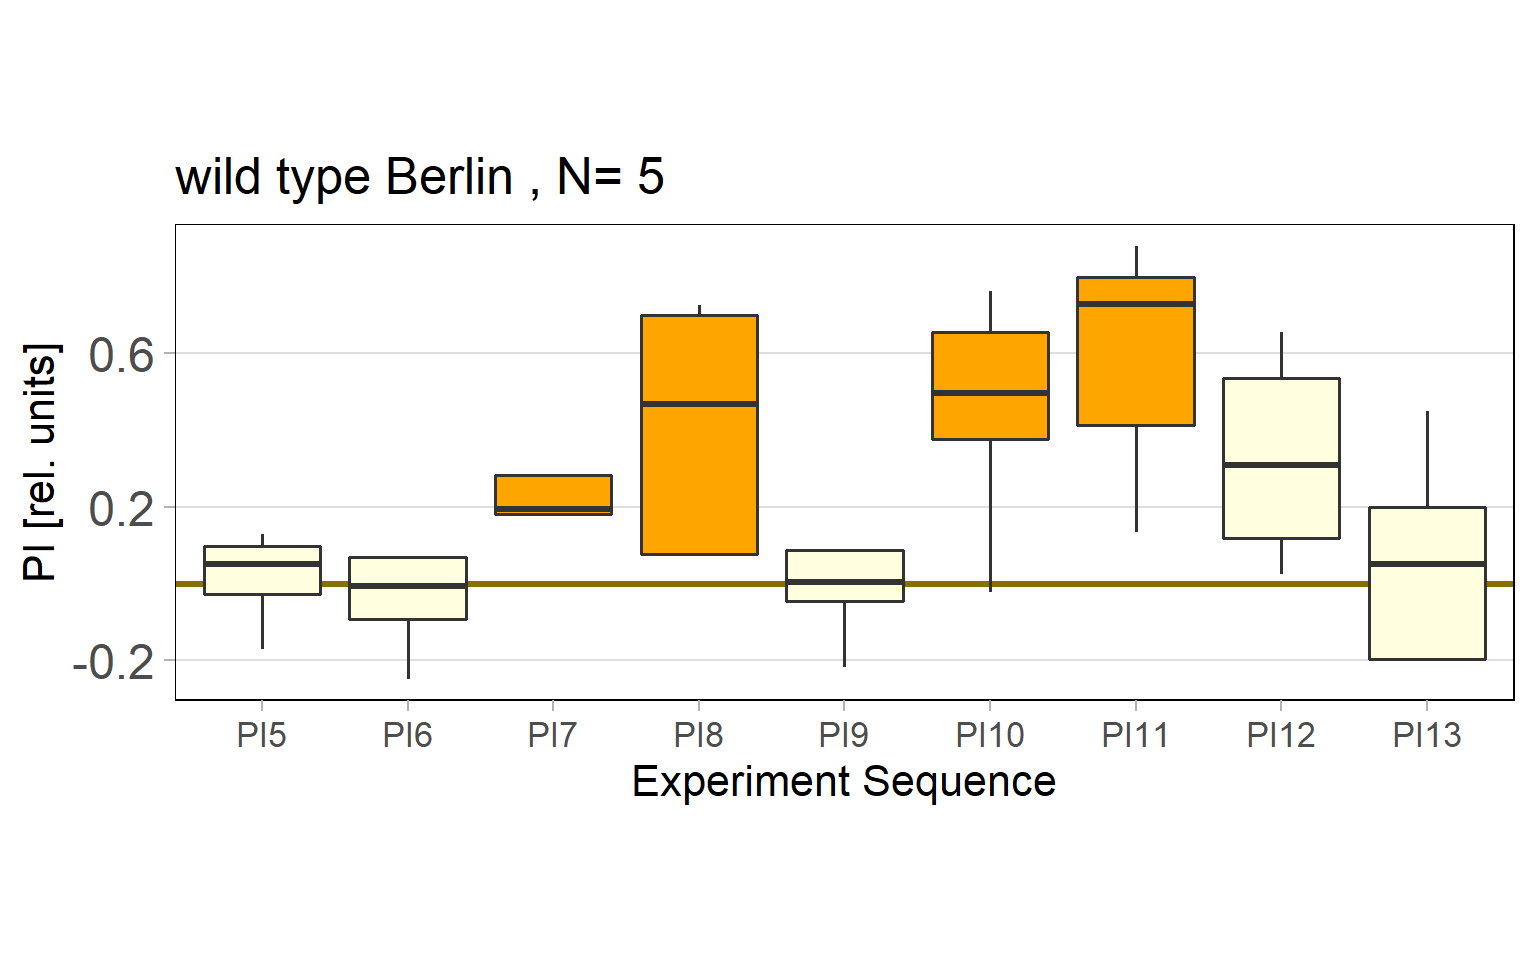 wild type Berlin , N= 5
PI [rel. units]
0.6
0.2
-0.2
PI5 PI6 PI7 PI8 PI9 PI10 PI11 PI12 PI13
Experiment Sequence